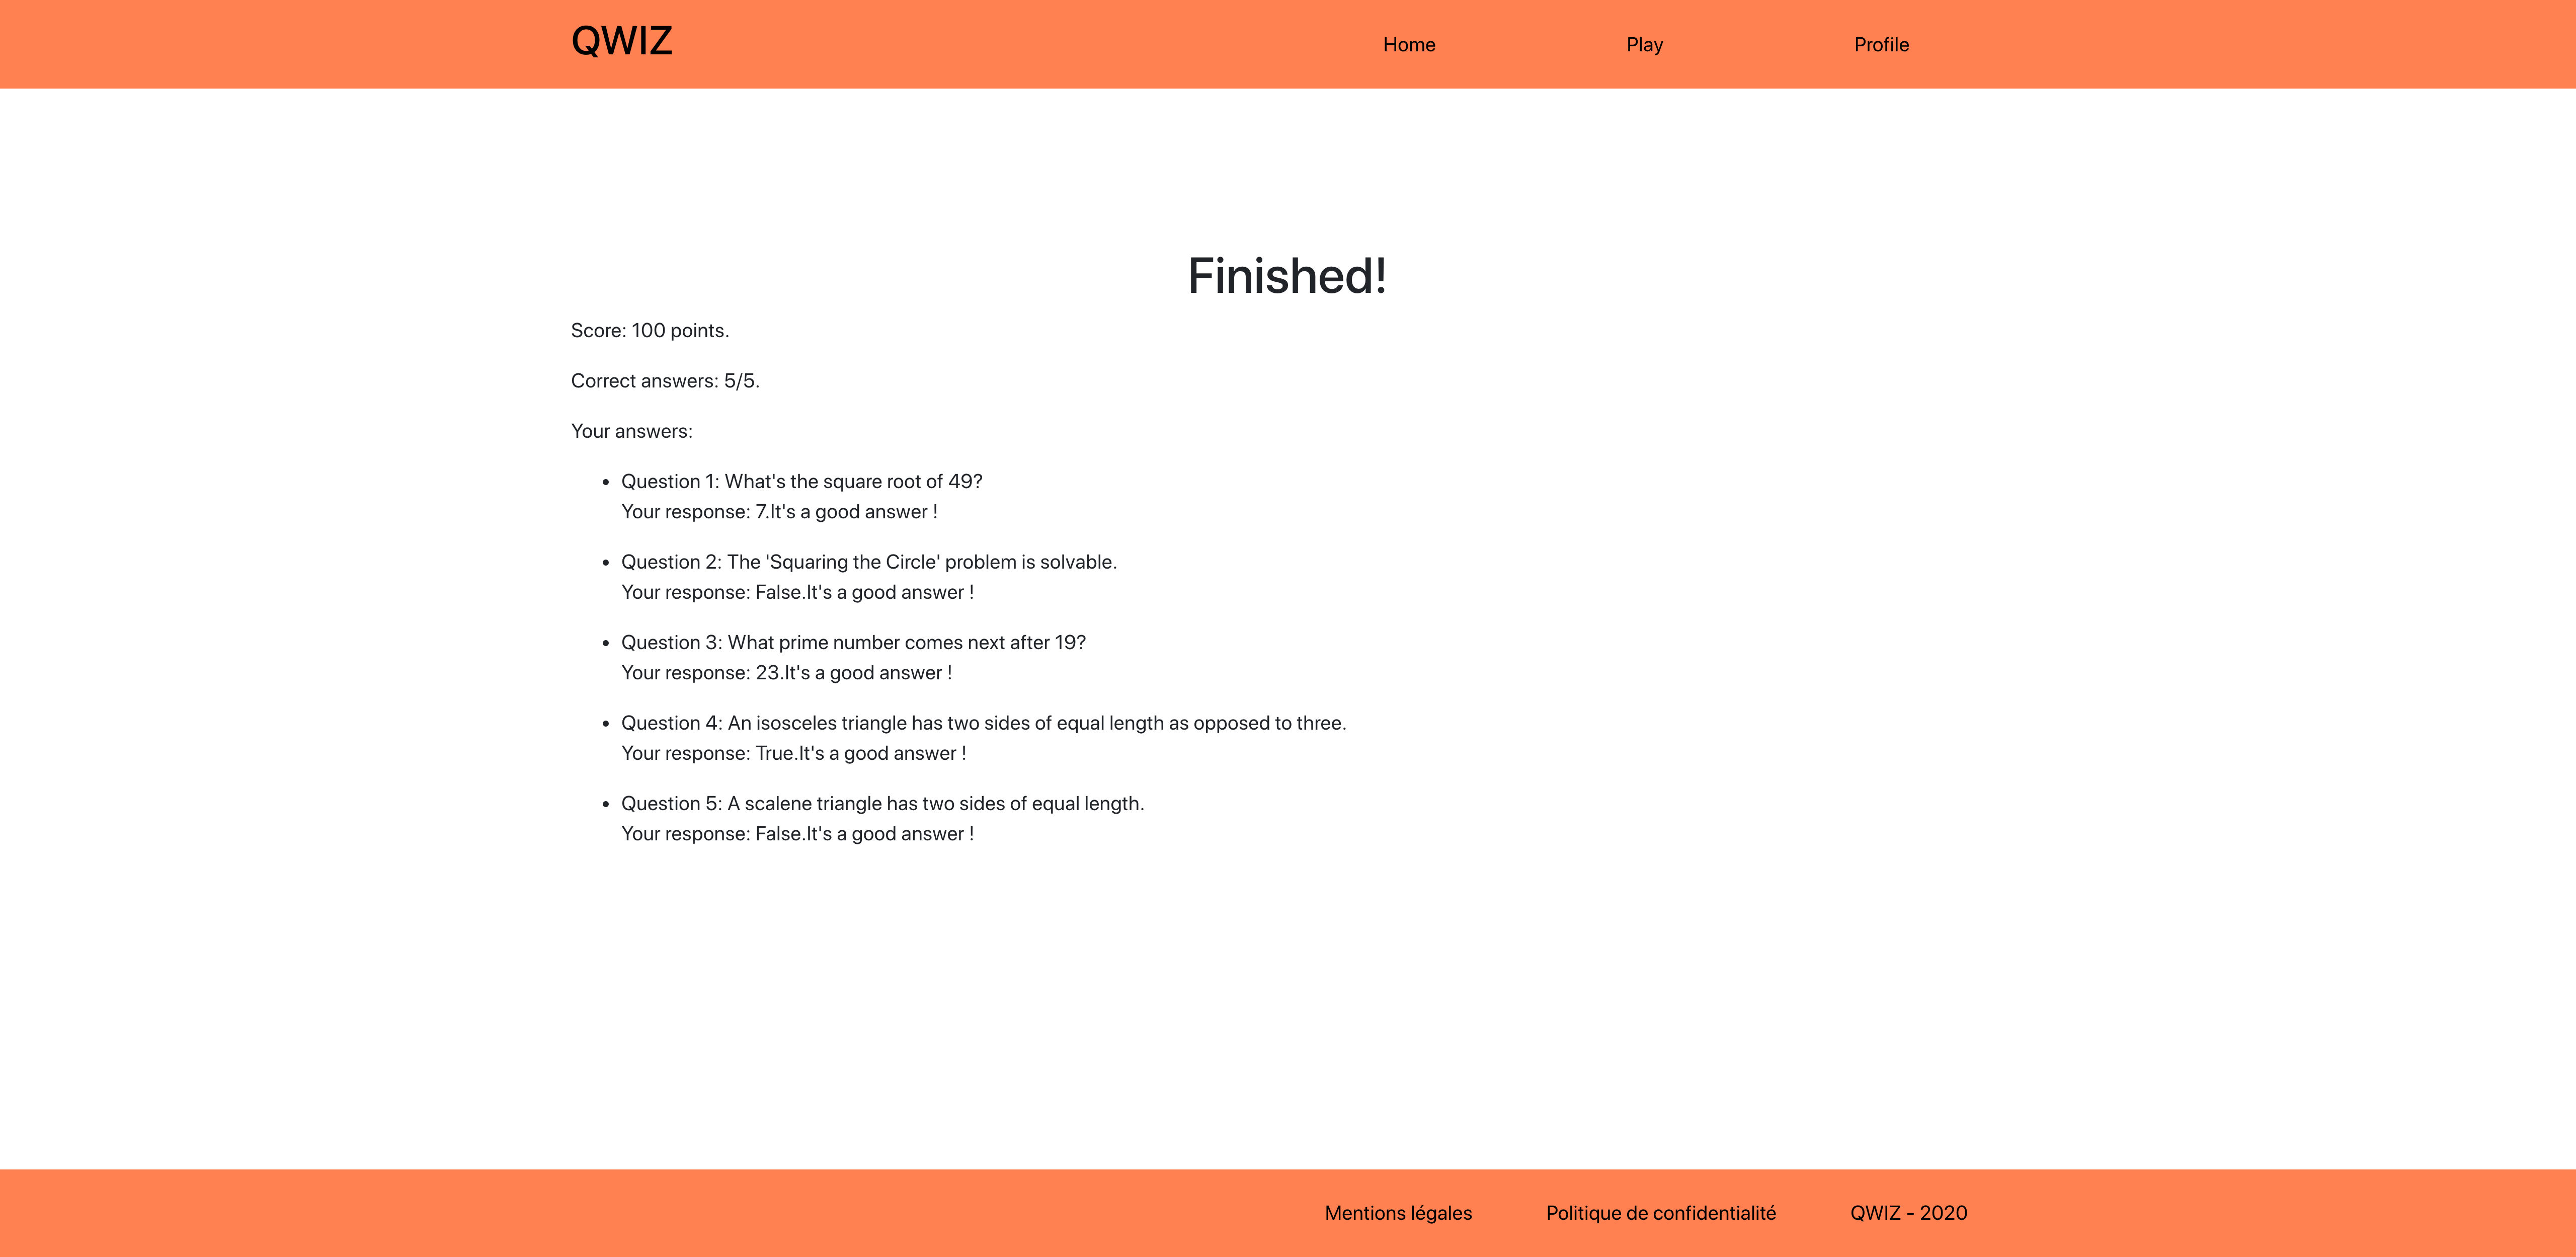 QWIZ
Home
Play
Profile
Finished!
Score: 100 points.
Correct answers: 5/5.
Your answers:
Question 1: What's the square root of 49?
Your response: 7.It's a good answer !
Question 2: The 'Squaring the Circle' problem is solvable.
Your response: False.It's a good answer !
Question 3: What prime number comes next after 19?
Your response: 23.It's a good answer !
Question 4: An isosceles triangle has two sides of equal length as opposed to three.
Your response: True.It's a good answer !
Question 5: A scalene triangle has two sides of equal length.
Your response: False.It's a good answer !
Mentions légales
Politique de confidentialité
QWIZ - 2020